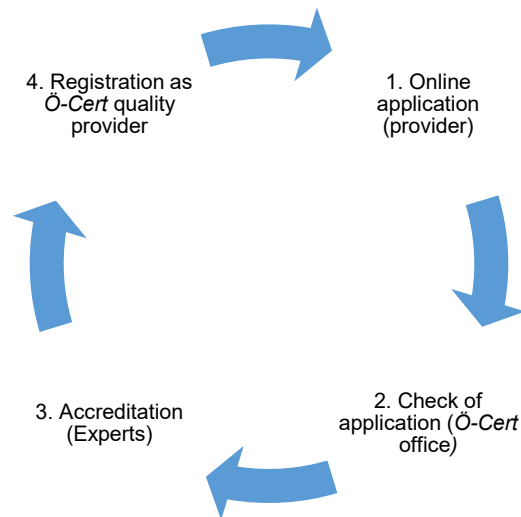 1. Online
application
(provider)
2. Check of
application (Ö-Cert
office)
3. Accreditation
(Experts)
4. Registration as
Ö-Cert quality
provider